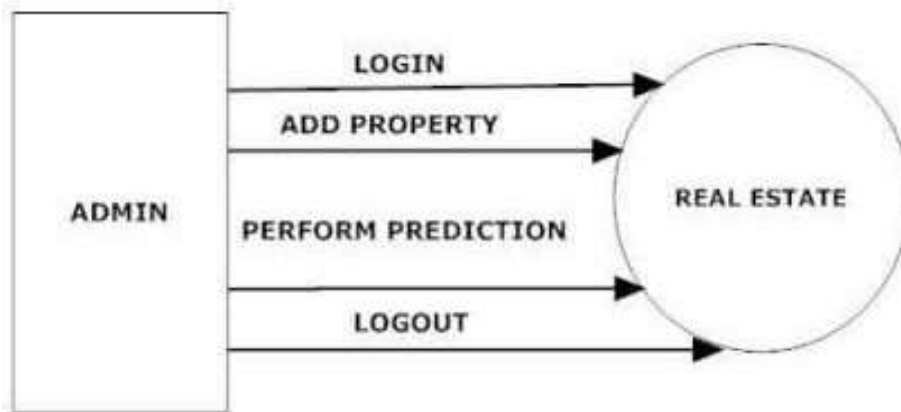 LOGIN
ADD PROPERTY
ADMIN
REAL ESTATE
PERFORM PREDICTION
LOGOUT